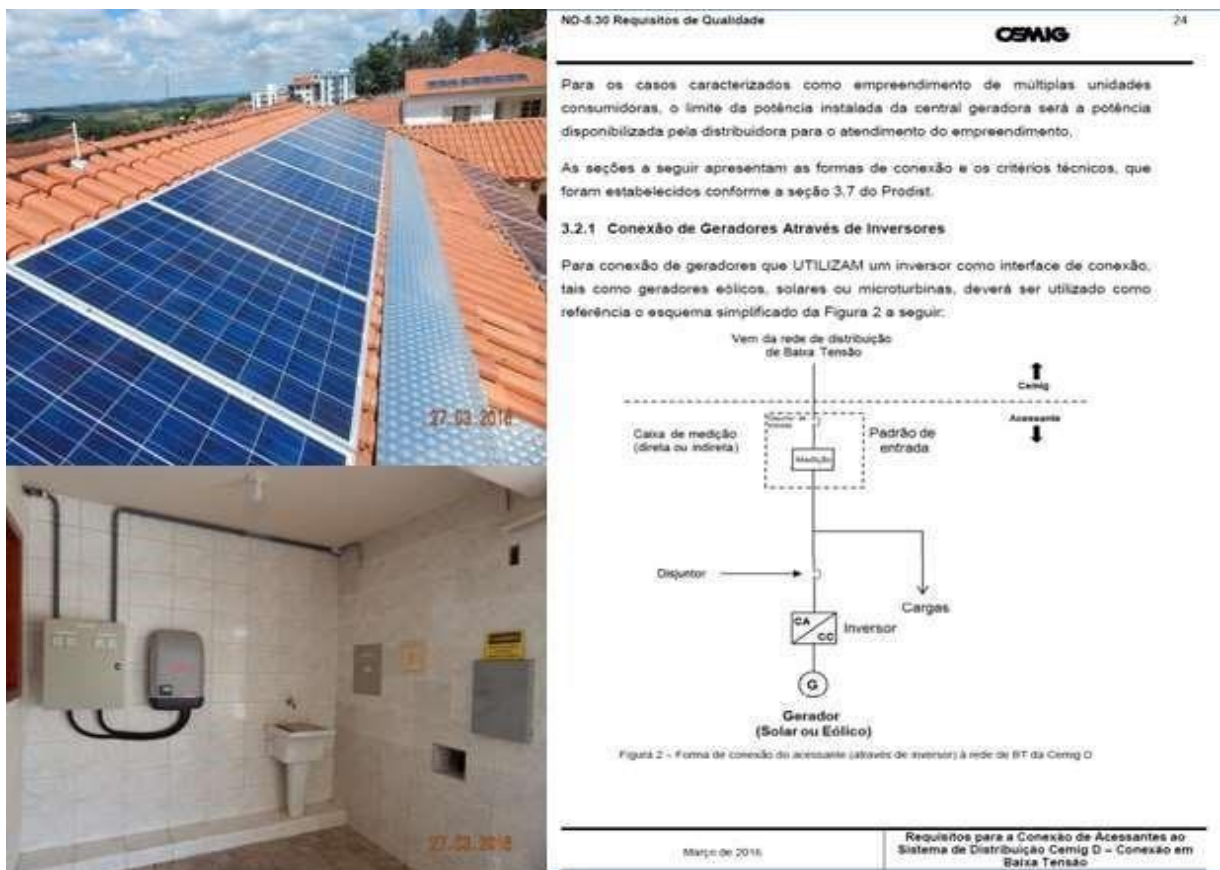 27.03.2016
27.03.2016
ND-5.30 Requisitos de Qualidade
CEMIG
24
Para os casos caracterizados como empreendimento de múltiplas unidades
consumidoras, o limite da potência instalada da central geradora será a potência
disponibilizada pela distribuidora para o atendimento do empreendimento.
As seções a seguir apresentam as formas de conexão e os critérios técnicos, que
foram estabelecidos conforme a seção 3.7 do Prodist.
3.2.1 Conexão de Geradores Através de Inversores
Para conexão de geradores que UTILIZAM um inversor como interface de conexão,
tais como geradores eólicos, solares ou microturbinas, deverá ser utilizado como
referência o esquema simplificado da Figura 2 a seguir:
Vem da rede de distribuição
de Baixa Tensão
Cemig
Acessante
Caixa de medição
(direta ou indireta)
Disjuntor de
entrada
Medição
Padrão de
entrada
Disjuntor
Cargas
CA
CC
Inversor
G
Gerador
(Solar ou Eólico)
Figura 2 – Forma de conexão do acessante (através de inversor) à rede de BT da Cemig D
Março de 2016
Requisitos para a Conexão de Acessantes ao
Sistema de Distribuição Cemig D – Conexão em
Baixa Tensão